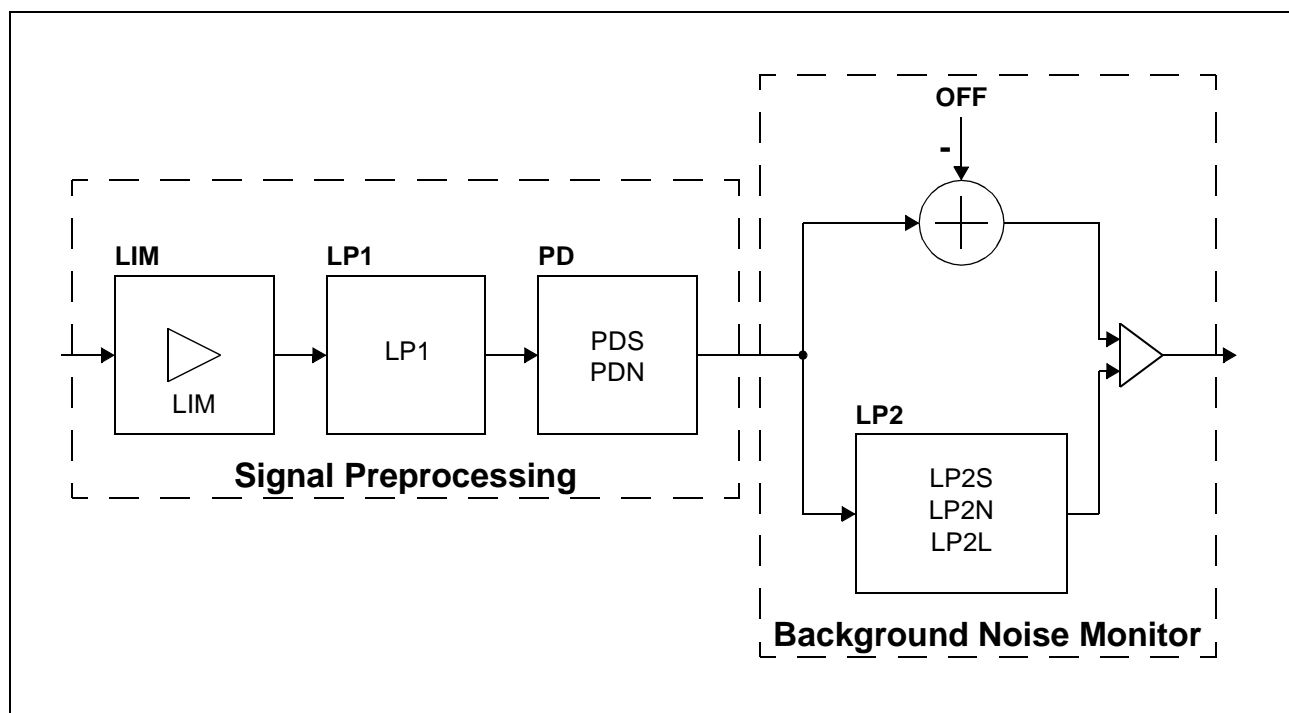 OFF
-
LIM
LP1
PD
LIM
LP1
PDS
PDN
Signal Preprocessing
LP2
LP2S
LP2N
LP2L
Background Noise Monitor